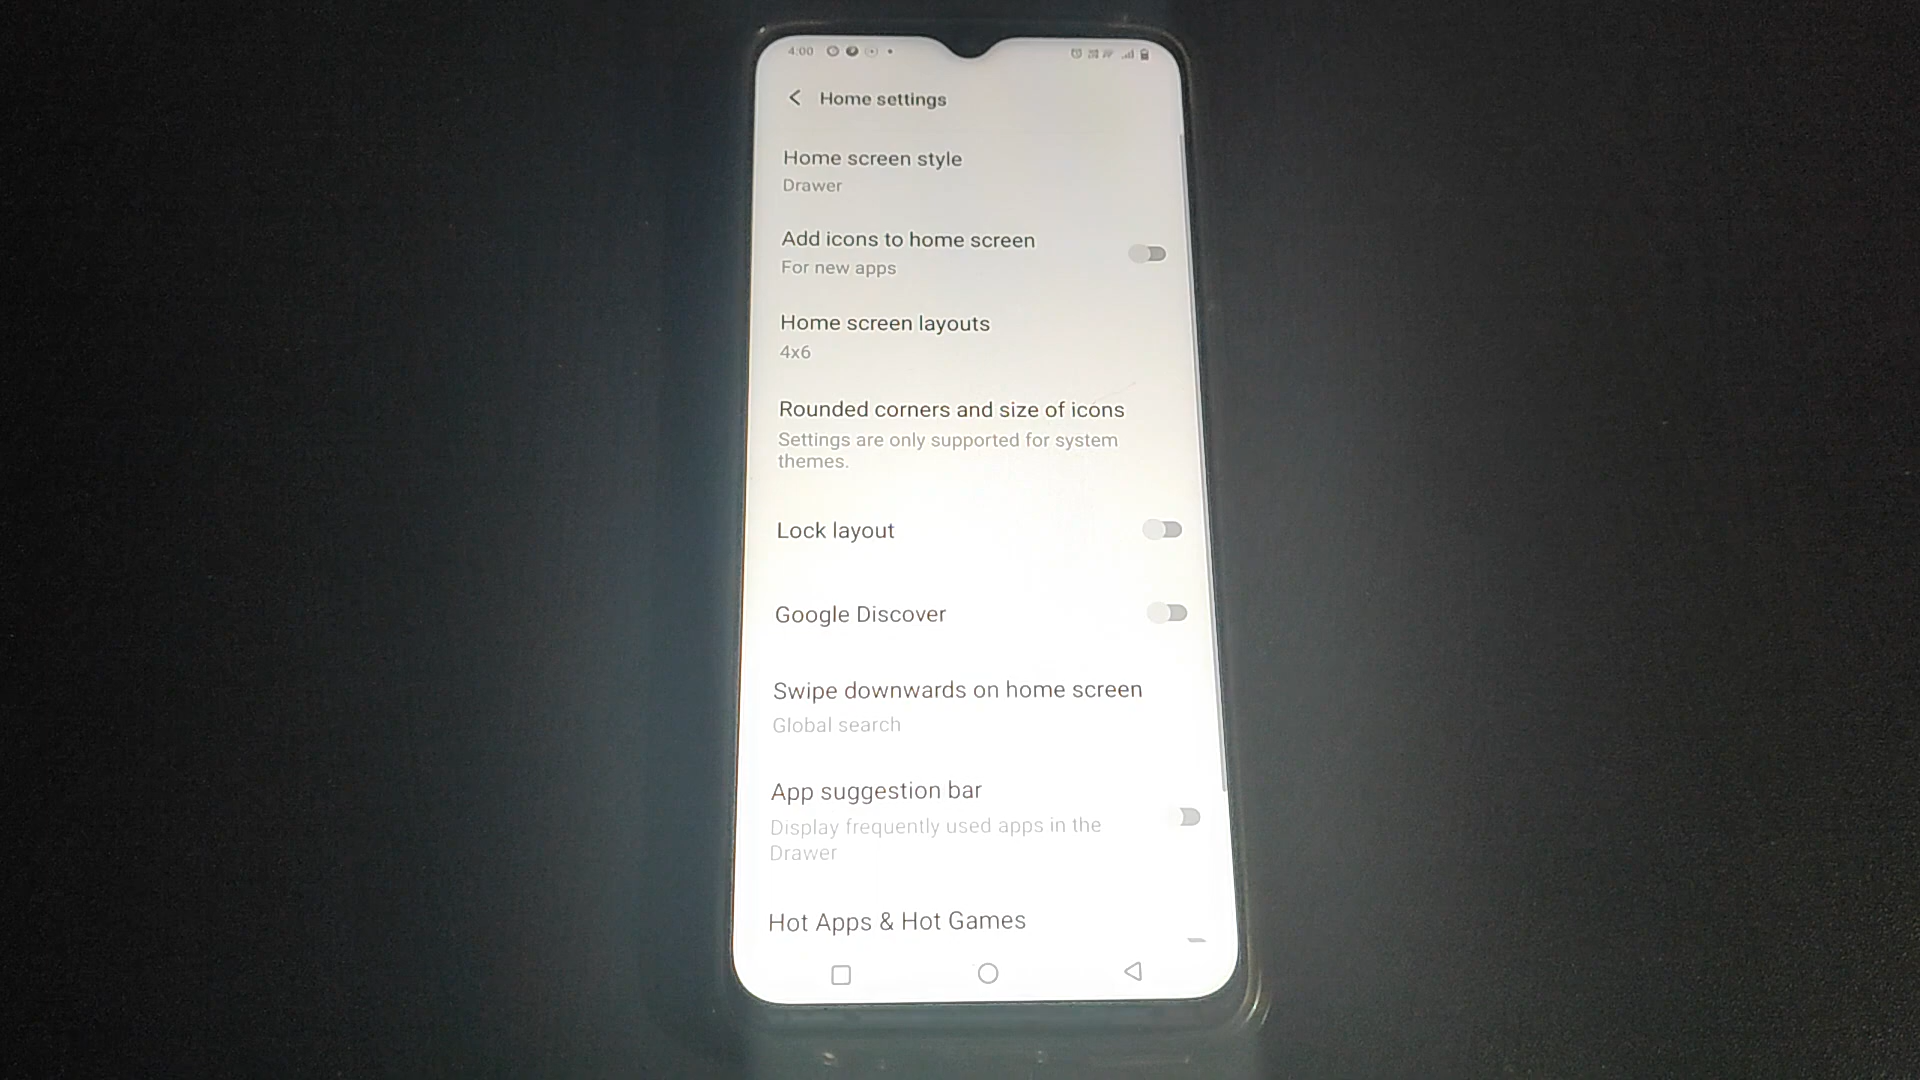 4:00
Home settings
Home screen style
Drawer
Add icons to home screen
For new apps
Home screen layouts
4x6
Rounded corners and size of icons
Settings are only supported for system
themes.
Lock layout
Google Discover
Swipe downwards on home screen
Global search
App suggestion bar
Display frequently used apps in the
Drawer
Hot Apps & Hot Games